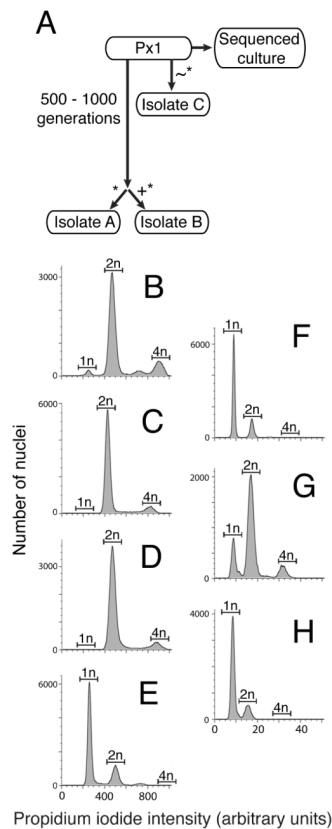 A
Px1
Sequenced
culture
~*
500 - 1000
generations
Isolate C
*
+*
Isolate A
Isolate B
Number of nuclei
B
3000
0
1n
2n
4n
C
6000
0
1n
2n
4n
D
3000
0
1n
2n
4n
E
6000
0
1n
2n
4n
0
400
800
F
6000
0
1n
2n
4n
G
2000
0
1n
2n
4n
H
4000
0
1n
2n
4n
0
20
40
Propidium iodide intensity (arbitrary units)